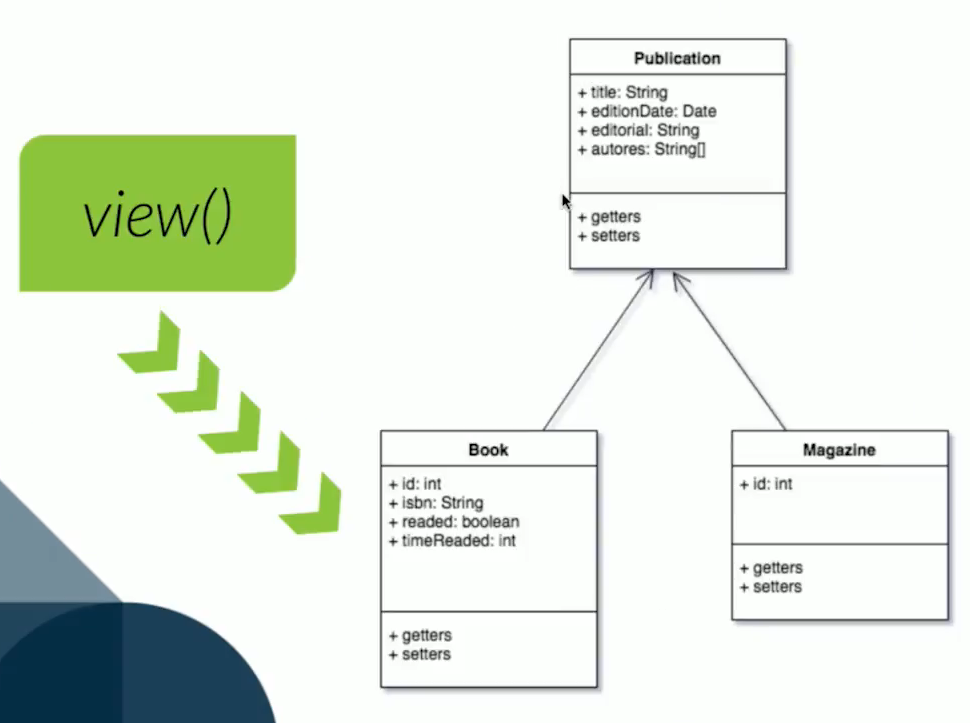 view()
Publication
+ title: String
+ editionDate: Date
+ editorial: String
+ autores: String[]
+ getters
+ setters
Book
+ id: int
+ isbn: String
+ readed: boolean
+ timeReaded: int
+ getters
+ setters
Magazine
+ id: int
+ getters
+ setters